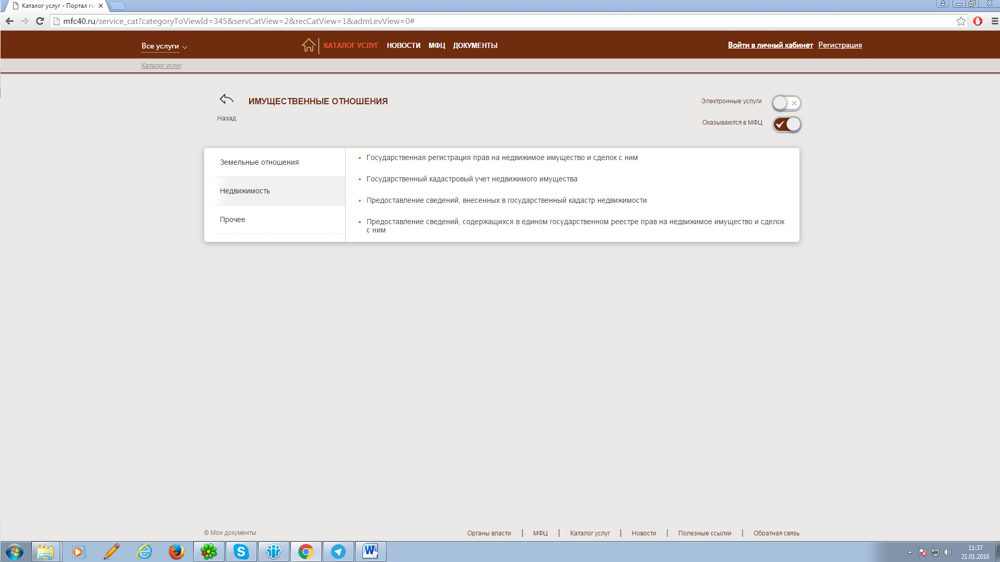 Каталог услуг - Портал го
mfc40.ru/service_cat?categoryToViewId=345&servCatView=2&recCatView=1&admLevView=0#
Все услуги
КАТАЛОГ УСЛУГ НОВОСТИ МФЦ ДОКУМЕНТЫ
Войти в личный кабинет Регистрация
Каталог услуг
ИМУЩЕСТВЕННЫЕ ОТНОШЕНИЯ
Назад
Электронные услуги
Оказываются в МФЦ
Земельные отношения
Недвижимость
Прочее
Государственная регистрация прав на недвижимое имущество и сделок с ним
Государственный кадастровый учет недвижимого имущества
Предоставление сведений, внесенных в государственный кадастр недвижимости
Предоставление сведений, содержащихся в едином государственном реестре прав на недвижимое имущество и сделок
с ним
© Мои документы
Органы власти | МФЦ | Каталог услуг | Новости | Полезные ссылки | Обратная связь
11:37
21.01.2016